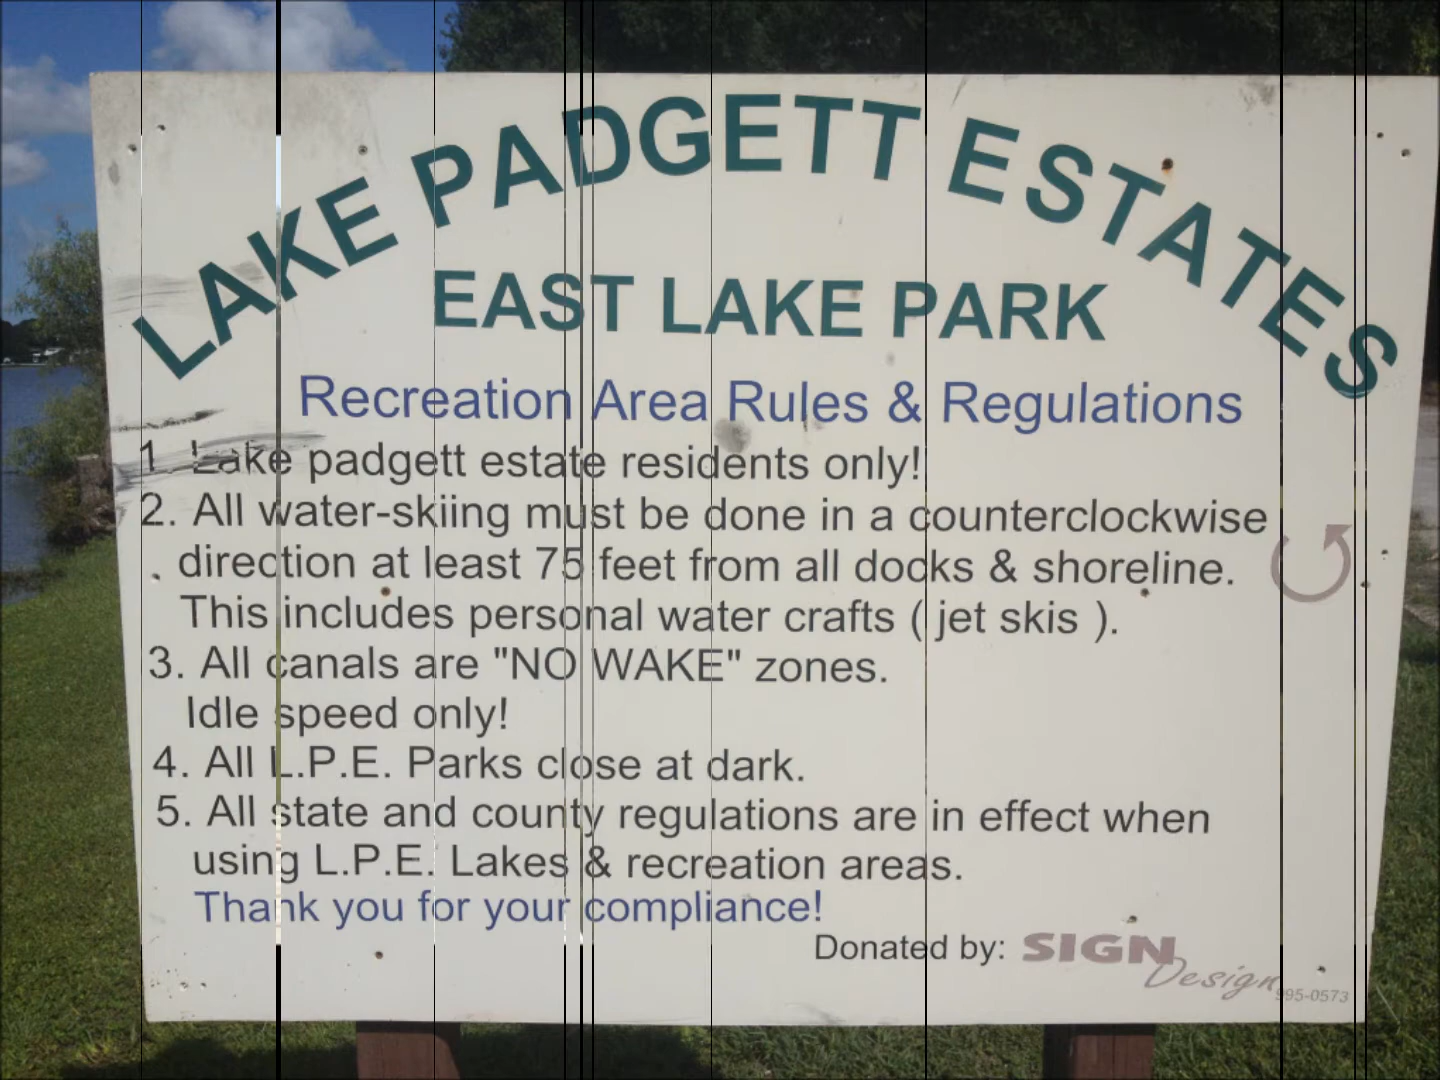 LAKE PADGETT ESTATES
EAST LAKE PARK
Recreation Area Rules & Regulations
1. Lake padgett estate residents only!
2. All water-skiing must be done in a counterclockwise
direction at least 75 feet from all docks & shoreline.
This includes personal water crafts ( jet skis ).
3. All canals are "NO WAKE" zones.
Idle speed only!
4. All L.P.E. Parks close at dark.
5. All state and county regulations are in effect when
using L.P.E. Lakes & recreation areas.
Thank you for your compliance!
Donated by: SIGN
Design
995-0573